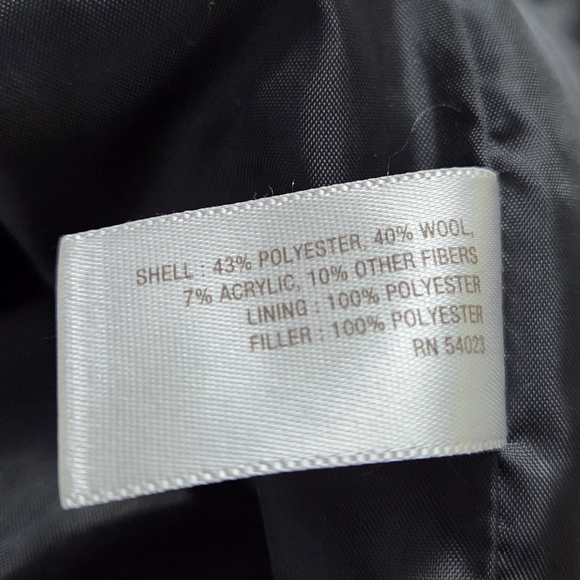 SHELL : 43% POLYESTER, 40% WOOL,
7% ACRYLIC, 10% OTHER FIBERS
LINING : 100% POLYESTER
FILLER : 100% POLYESTER
RN 54023